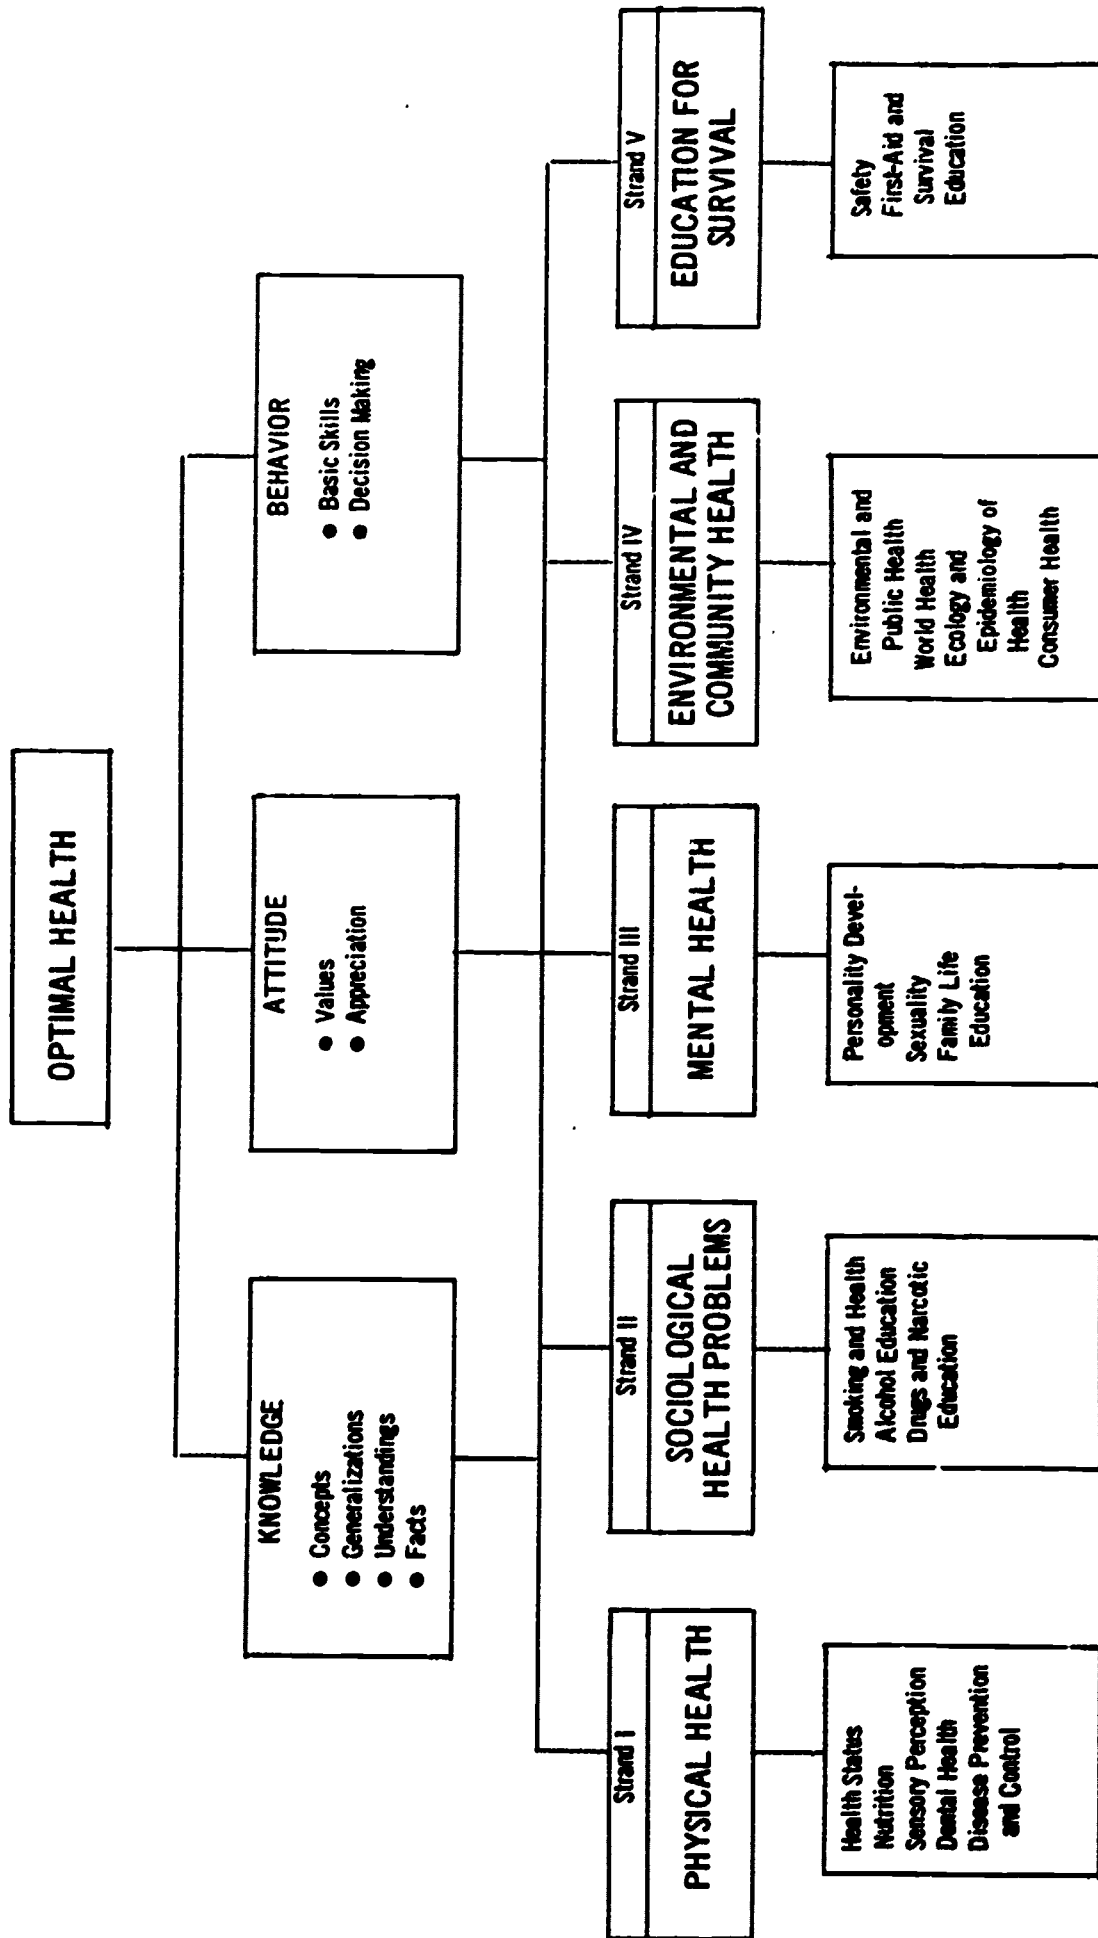 OPTIMAL HEALTH
KNOWLEDGE
● Concepts
● Generalizations
● Understandings
● Facts
ATTITUDE
● Values
● Appreciation
BEHAVIOR
● Basic Skills
● Decision Making
Strand I
PHYSICAL HEALTH
Health Status
Nutrition
Sensory Perception
Dental Health
Disease Prevention
and Control
Strand II
SOCIOLOGICAL
HEALTH PROBLEMS
Smoking and Health
Alcohol Education
Drugs and Narcotic
Education
Strand III
MENTAL HEALTH
Personality Devel-
opment
Sexuality
Family Life
Education
Strand IV
ENVIRONMENTAL AND
COMMUNITY HEALTH
Environmental and
Public Health
World Health
Ecology and
Epidemiology of
Health
Consumer Health
Strand V
EDUCATION FOR
SURVIVAL
Safety
First-Aid and
Survival
Education